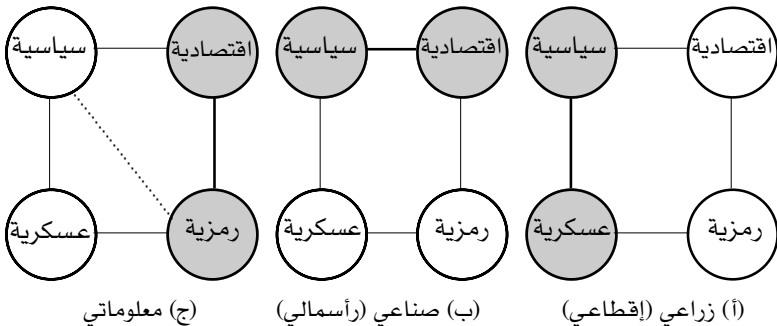 اقتصادية سياسية اقتصادية سياسية اقتصادية سياسية
رمزية عسكرية رمزية عسكرية رمزية عسكرية
(أ) زراعي (إقطاعي) (ب) صناعي (رأسمالي) (ج) معلوماتي